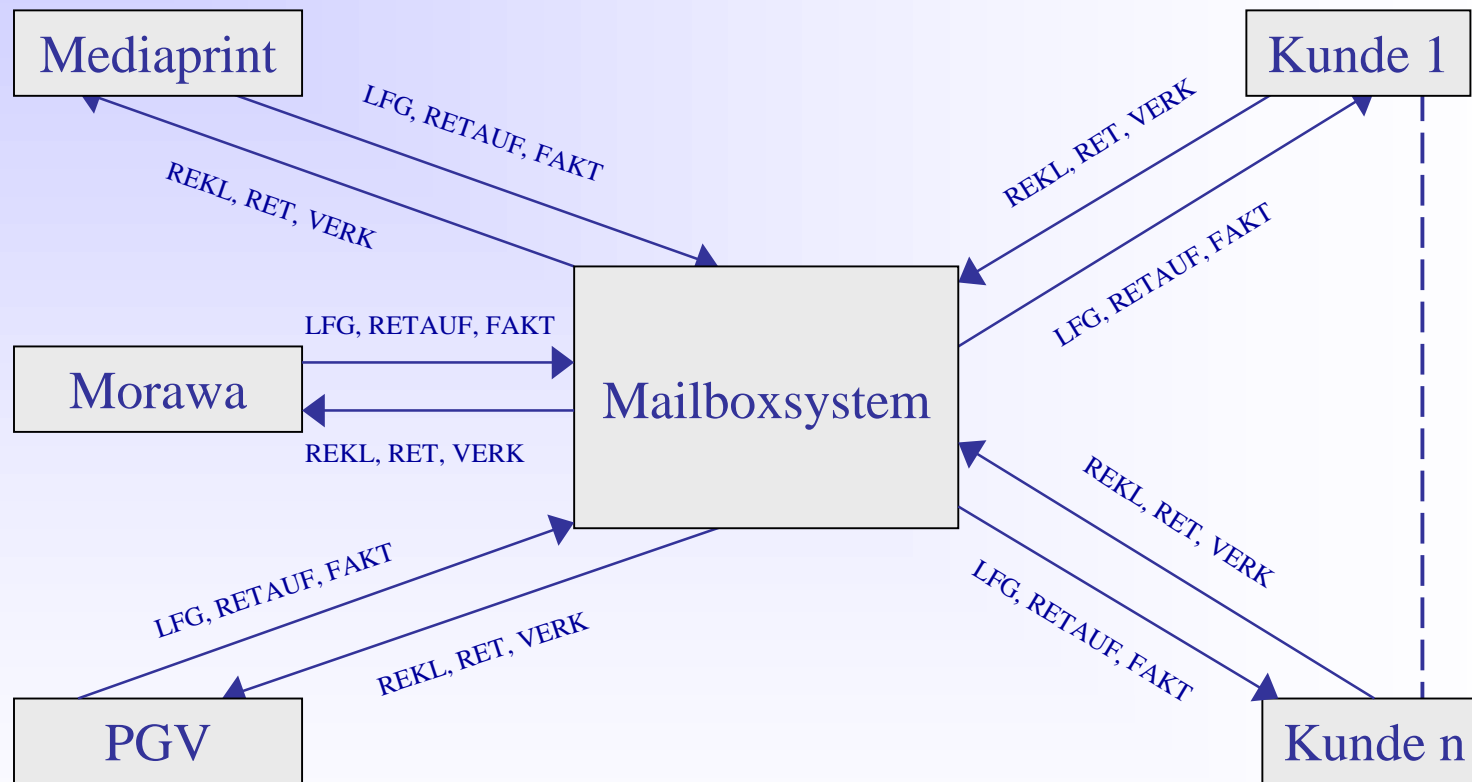 Mediaprint
Kunde 1
LFG, RETAUF, FAKT
REKL, RET, VERK
REKL, RET, VERK
LFG, RETAUF, FAKT
LFG, RETAUF, FAKT
Morawa
Mailboxsystem
REKL, RET, VERK
REKL, RET, VERK
LFG, RETAUF, FAKT
LFG, RETAUF, FAKT
REKL, RET, VERK
PGV
Kunde n